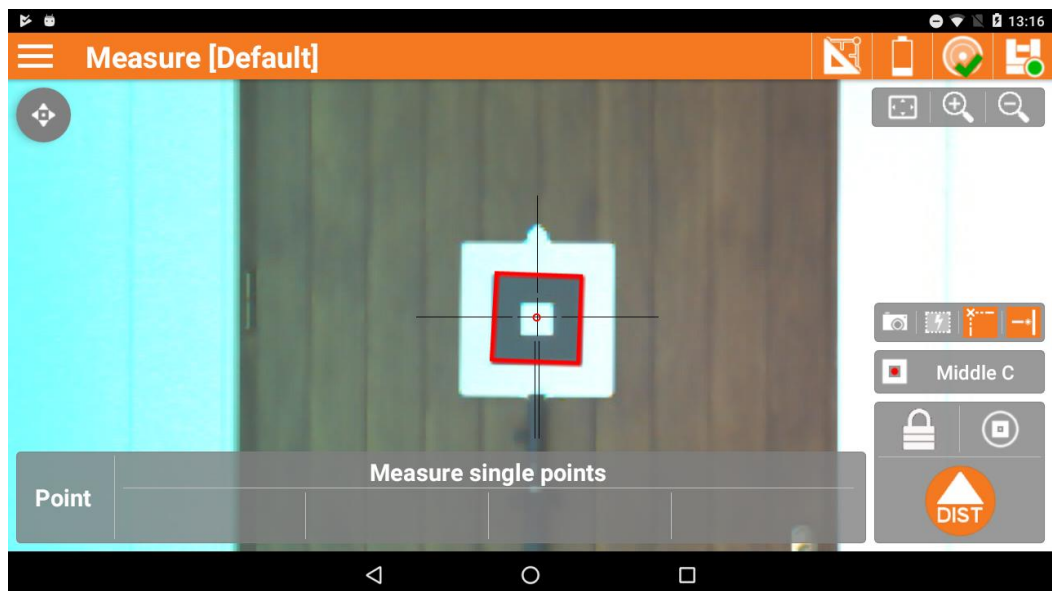 13:16
Measure [Default]
Middle C
Measure single points
Point
DIST